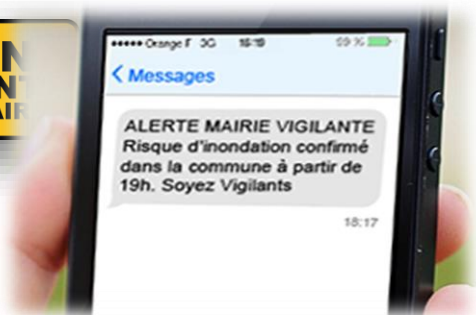 Orange F 3G 18:19 69 %
Messages
ALERTE MAIRIE VIGILANTE
Risque d'inondation confirmé
dans la commune à partir de
19h. Soyez Vigilants
18:17